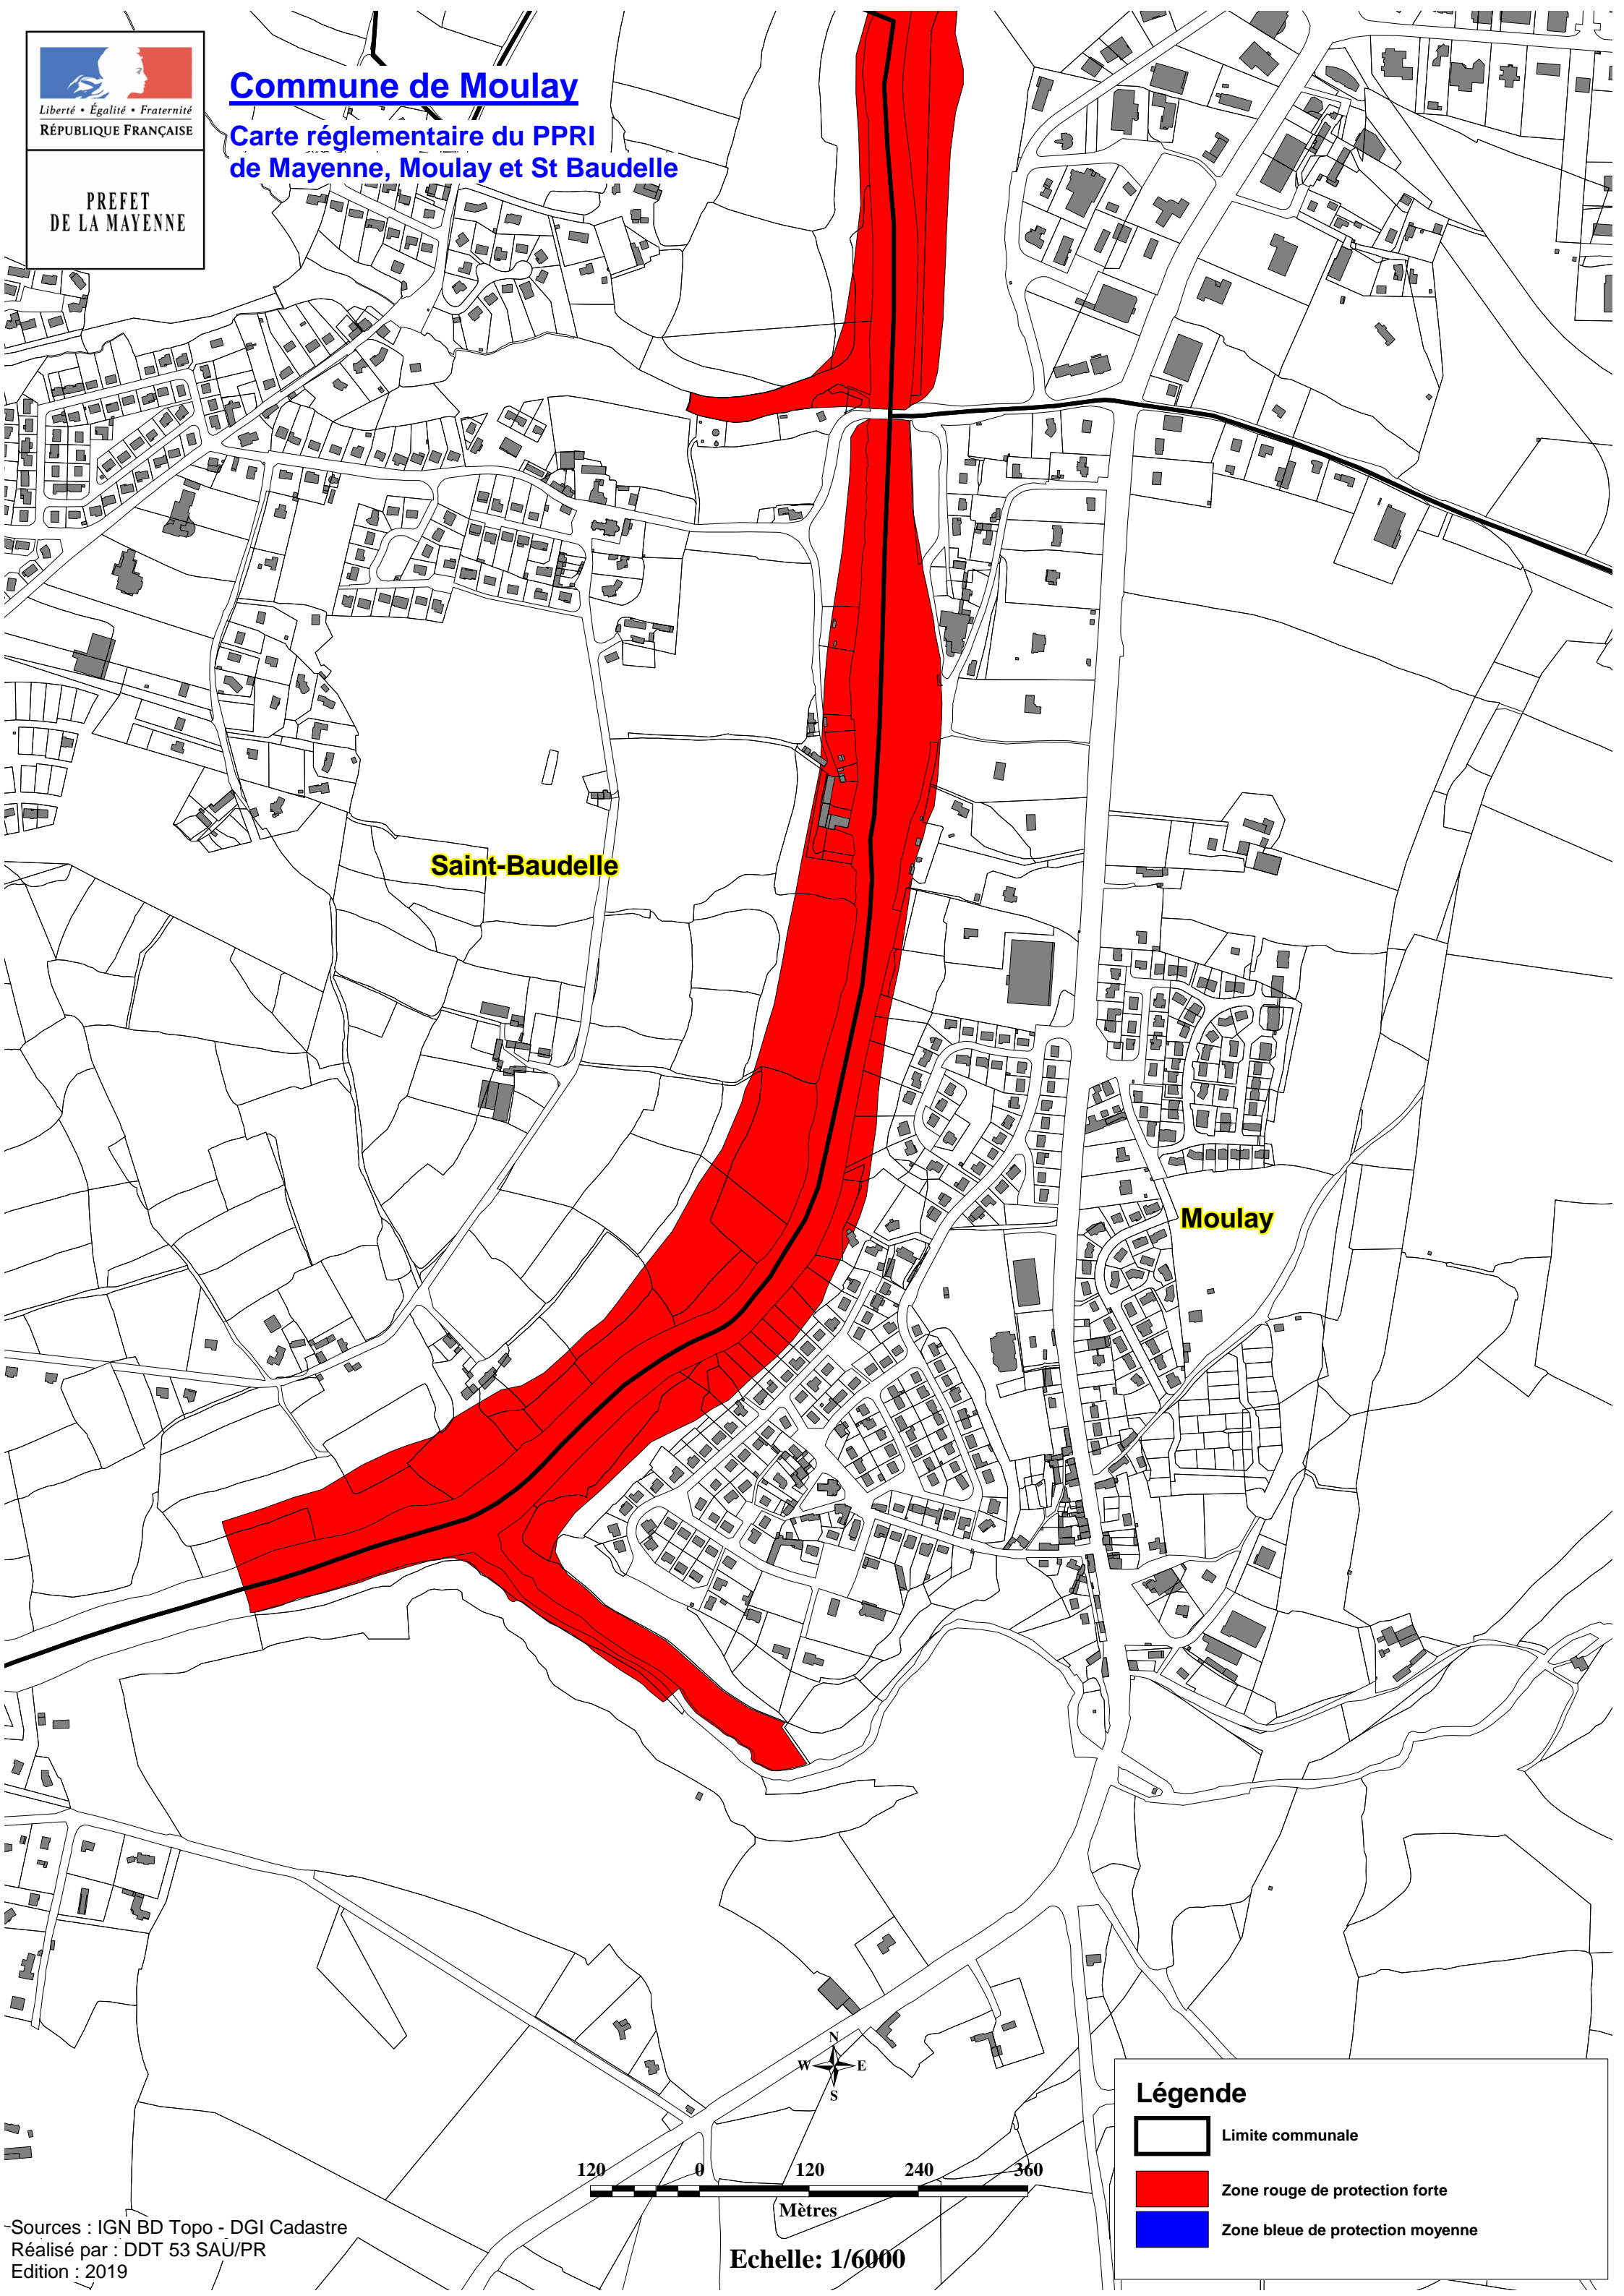 Liberté • Égalité • Fraternité
RÉPUBLIQUE FRANÇAISE
PREFET
DE LA MAYENNE
Commune de Moulay
Carte réglementaire du PPRI
de Mayenne, Moulay et St Baudelle
Saint-Baudelle
Moulay
N
W E
S
120 0 120 240 360
Mètres
Echelle: 1/6000
Légende
Limite communale
Zone rouge de protection forte
Zone bleue de protection moyenne
Sources : IGN BD Topo - DGI Cadastre
Réalisé par : DDT 53 SAU/PR
Edition : 2019